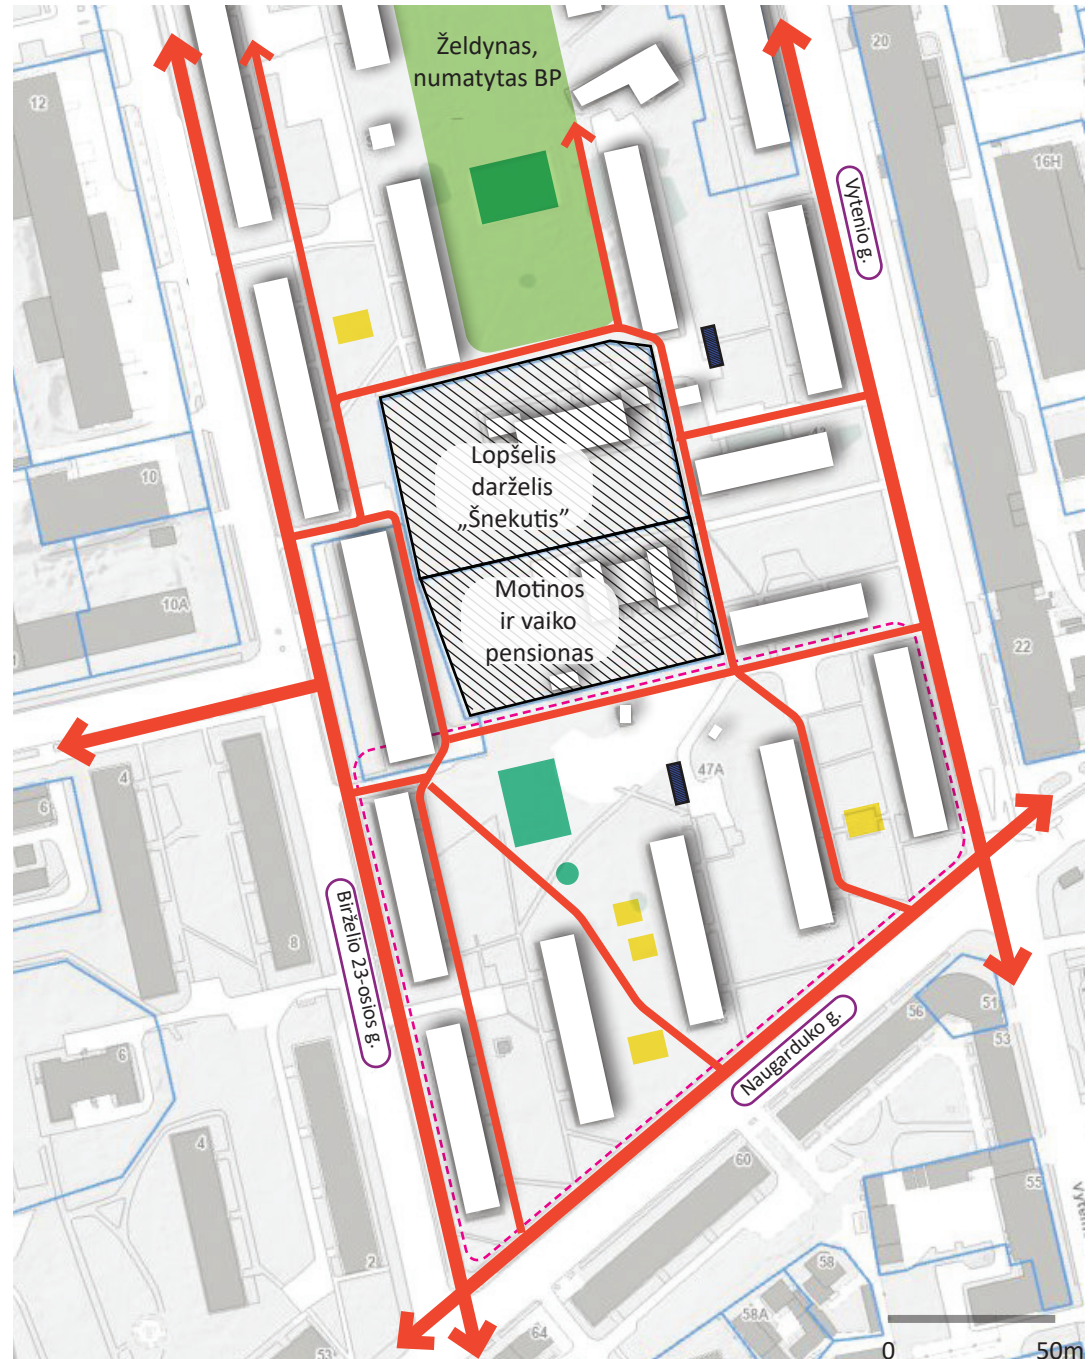 Želdynas,
numatytas BP
20
12
16H
Vytenio g.
Lopšelis
darželis
„Šnekutis”
10
10A
Motinos
ir vaiko
pensionas
22
4
6
47A
8
Birželio 23-osios g.
Naugarduko g.
56
51
53
6
4
60
55
2
58
58A
64
53
0
50m